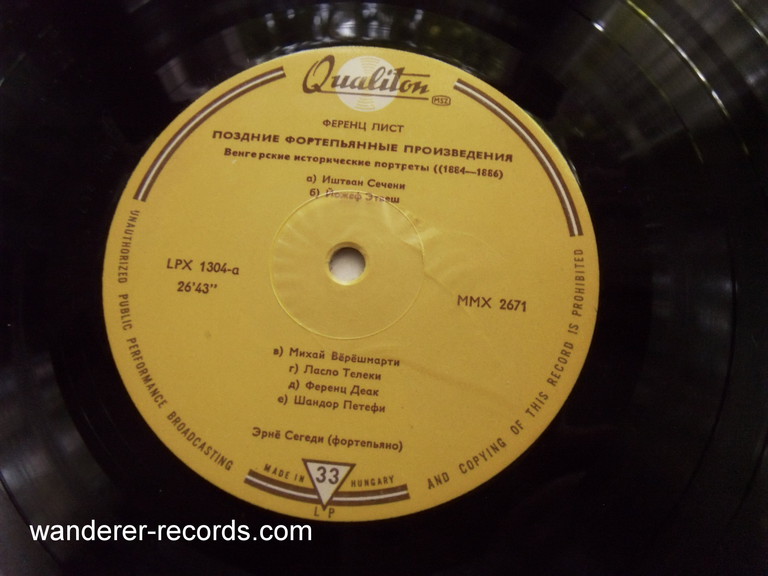 Qualiton
MSZ
ФЕРЕНЦ ЛИСТ
ПОЗДНИЕ ФОРТЕПЬЯННЫЕ ПРОИЗВЕДЕНИЯ
Венгерские исторические портреты ((1884—1886)
а) Иштван Сечени
б) Йожеф Этвеш
LPX 1304-a
26'43"
MMX 2671
в) Михай Вёрёшмарти
г) Ласло Телеки
д) Ференц Деак
е) Шандор Петефи
Эрнё Сегеди (фортепьяно)
MADE IN 33 HUNGARY
LP
UNAUTHORIZED PUBLIC PERFORMANCE BROADCASTING
AND COPYING OF THIS RECORD IS PROHIBITED
wanderer-records.com